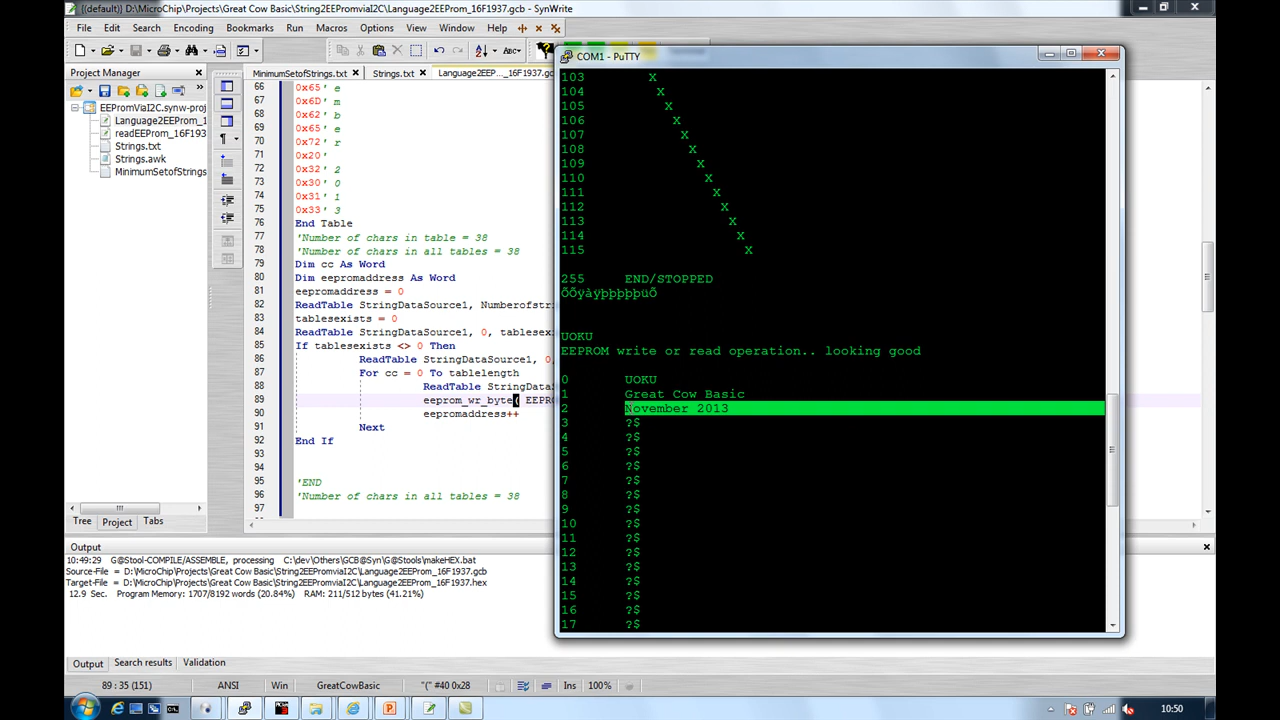 ((default)) D:\MicroChip\Projects\Great Cow Basic\String2EEPromviaI2C\Language2EEProm_16F1937.gcb - SynWrite
File Edit Search Encoding Bookmarks Run Macros Options View Window Help
Project Manager
EEPromViaI2C.synw-proj
Language2EEProm_1
readEEProm_16F193
Strings.txt
Strings.awk
MinimumSetofStrings
Tree Project Tabs
MinimumSetofStrings.txt Strings.txt Language2EEP..._16F1937.gc
66 0x65' e
67 0x6D' m
68 0x62' b
69 0x65' e
70 0x72' r
71 0x20'
72 0x32' 2
73 0x30' 0
74 0x31' 1
75 0x33' 3
76 End Table
77 'Number of chars in table = 38
78 'Number of chars in all tables = 38
79 Dim cc As Word
80 Dim eepromaddress As Word
81 eepromaddress = 0
82 ReadTable StringDataSource1, Numberofstri
83 tablesexists = 0
84 ReadTable StringDataSource1, 0, tablesexi
85 If tablesexists <> 0 Then
86 ReadTable StringDataSource1, 0,
87 For cc = 0 To tablelength
88 ReadTable StringData
89 eeprom_wr_byte( EEPRO
90 eepromaddress++
91 Next
92 End If
93
94
95 'END
96 'Number of chars in all tables = 38
97
COM1 - PuTTY
103 X
104 X
105 X
106 X
107 X
108 X
109 X
110 X
111 X
112 X
113 X
114 X
115 X
255 END/STOPPED
ÕÕyàýþþþþþüÕ
UOKU
EEPROM write or read operation.. looking good
0 UOKU
1 Great Cow Basic
2 November 2013
3 ?$
4 ?$
5 ?$
6 ?$
7 ?$
8 ?$
9 ?$
10 ?$
11 ?$
12 ?$
13 ?$
14 ?$
15 ?$
16 ?$
17 ?$
Output
10:49:29 G@Stool-COMPILE/ASSEMBLE, processing C:\dev\Others\GCB@Syn\G@Stools\makeHEX.bat
Source-File = D:\MicroChip\Projects\Great Cow Basic\String2EEPromviaI2C\Language2EEProm_16F1937.gcb
Target-File = D:\MicroChip\Projects\Great Cow Basic\String2EEPromviaI2C\Language2EEProm_16F1937.hex
12.9 Sec. Program Memory: 1707/8192 words (20.84%) RAM: 211/512 bytes (41.21%)
Output Search results Validation
89 : 35 (151) ANSI Win GreatCowBasic "(" #40 0x28 Ins 100%
10:50